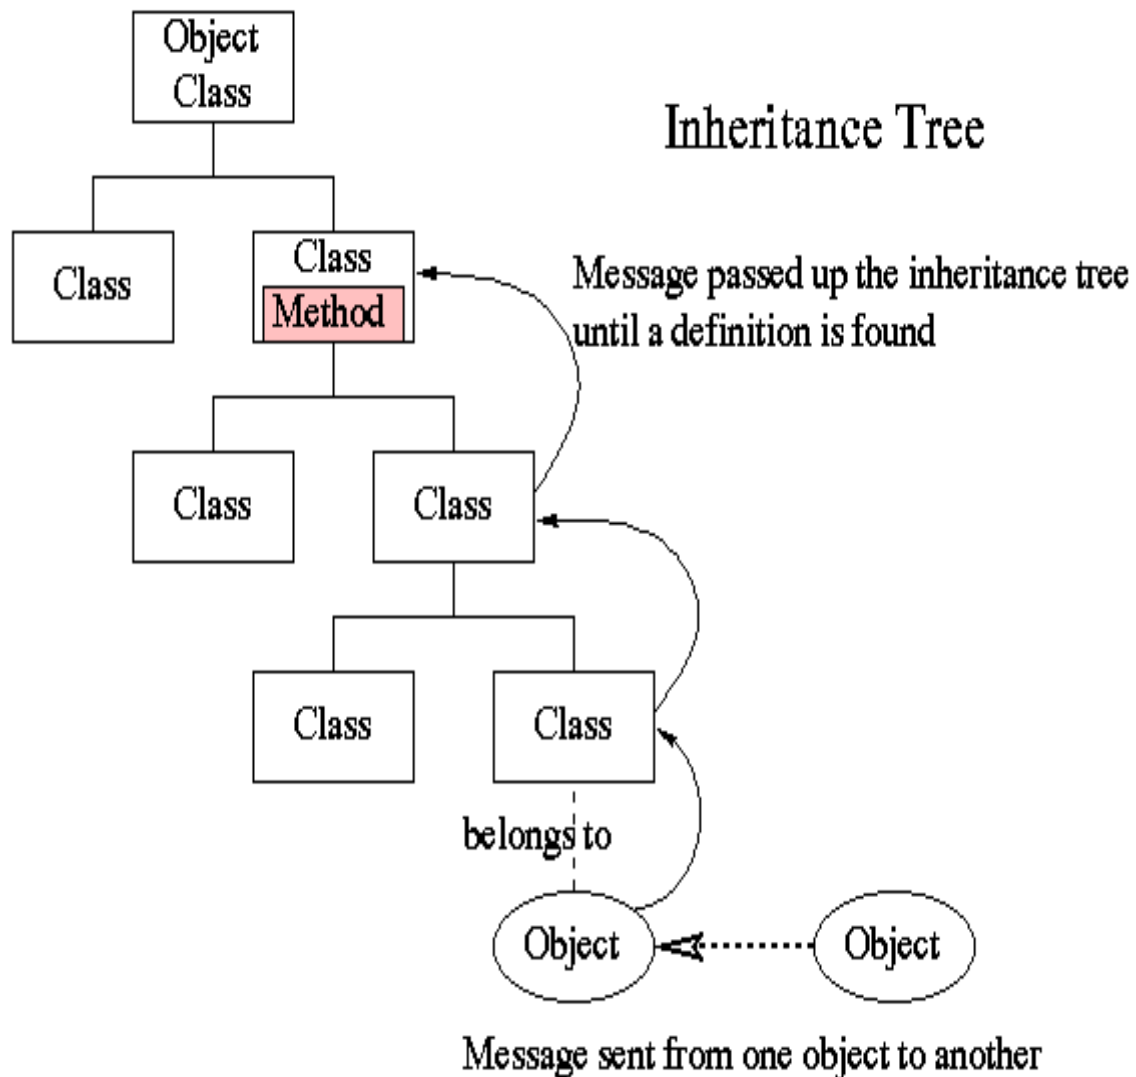 Object
Class
Inheritance Tree
Class
Class
Method
Message passed up the inheritance tree
until a definition is found
Class
Class
Class
Class
belongs to
Object
Object
Message sent from one object to another